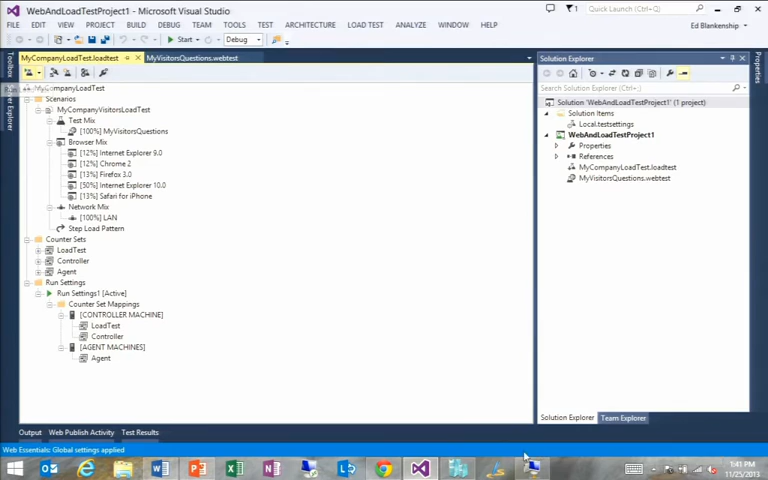 WebAndLoadTestProject1 - Microsoft Visual Studio
Quick Launch (Ctrl+Q)
FILE EDIT VIEW PROJECT BUILD DEBUG TEAM TOOLS TEST ARCHITECTURE LOAD TEST ANALYZE WINDOW HELP
Ed Blankenship
Start
Debug
MyCompanyLoadTest.loadtest
MyVisitorsQuestions.webtest
Toolbox
Server Explorer
MyCompanyLoadTest
Scenarios
MyCompanyVisitorsLoadTest
Test Mix
[100%] MyVisitorsQuestions
Browser Mix
[12%] Internet Explorer 9.0
[12%] Chrome 2
[13%] Firefox 3.0
[50%] Internet Explorer 10.0
[13%] Safari for iPhone
Network Mix
[100%] LAN
Step Load Pattern
Counter Sets
LoadTest
Controller
Agent
Run Settings
Run Settings1 [Active]
Counter Set Mappings
[CONTROLLER MACHINE]
LoadTest
Controller
[AGENT MACHINES]
Agent
Solution Explorer
Search Solution Explorer (Ctrl+;)
Solution 'WebAndLoadTestProject1' (1 project)
Solution Items
Local.testsettings
WebAndLoadTestProject1
Properties
References
MyCompanyLoadTest.loadtest
MyVisitorsQuestions.webtest
Properties
Solution Explorer Team Explorer
Output Web Publish Activity Test Results
Web Essentials: Global settings applied
1:41 PM
11/25/2013